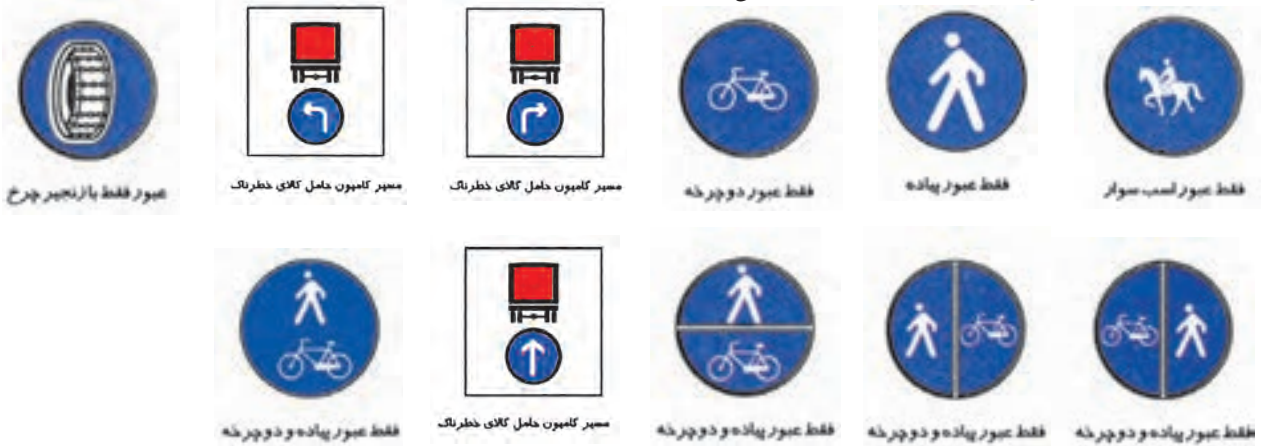 فقط عبور اسب سوار
فقط عبور پیاده
فقط عبور دوچرخه
مسیر کامیون حامل کالای خطرناک
مسیر کامیون حامل کالای خطرناک
عبور فقط با زنجیر چرخ
فقط عبور پیاده و دوچرخه
فقط عبور پیاده و دوچرخه
فقط عبور پیاده و دوچرخه
مسیر کامیون حامل کالای خطرناک
فقط عبور پیاده و دوچرخه